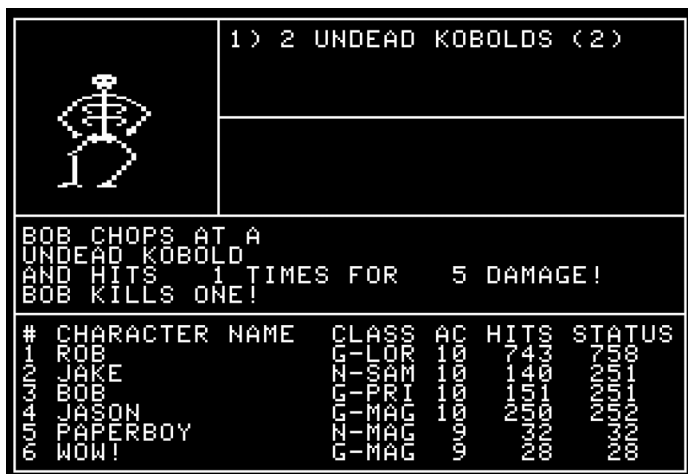 1) 2 UNDEAD KOBOLDS (2)
BOB CHOPS AT A
UNDEAD KOBOLD
AND HITS 1 TIMES FOR 5 DAMAGE!
BOB KILLS ONE!
# CHARACTER NAME CLASS AC HITS STATUS
1 ROB G-LOR 10 743 758
2 JAKE N-SAM 10 140 251
3 BOB G-PRI 10 151 251
4 JASON G-MAG 10 250 252
5 PAPERBOY N-MAG 9 32 32
6 WOW! G-MAG 9 28 28